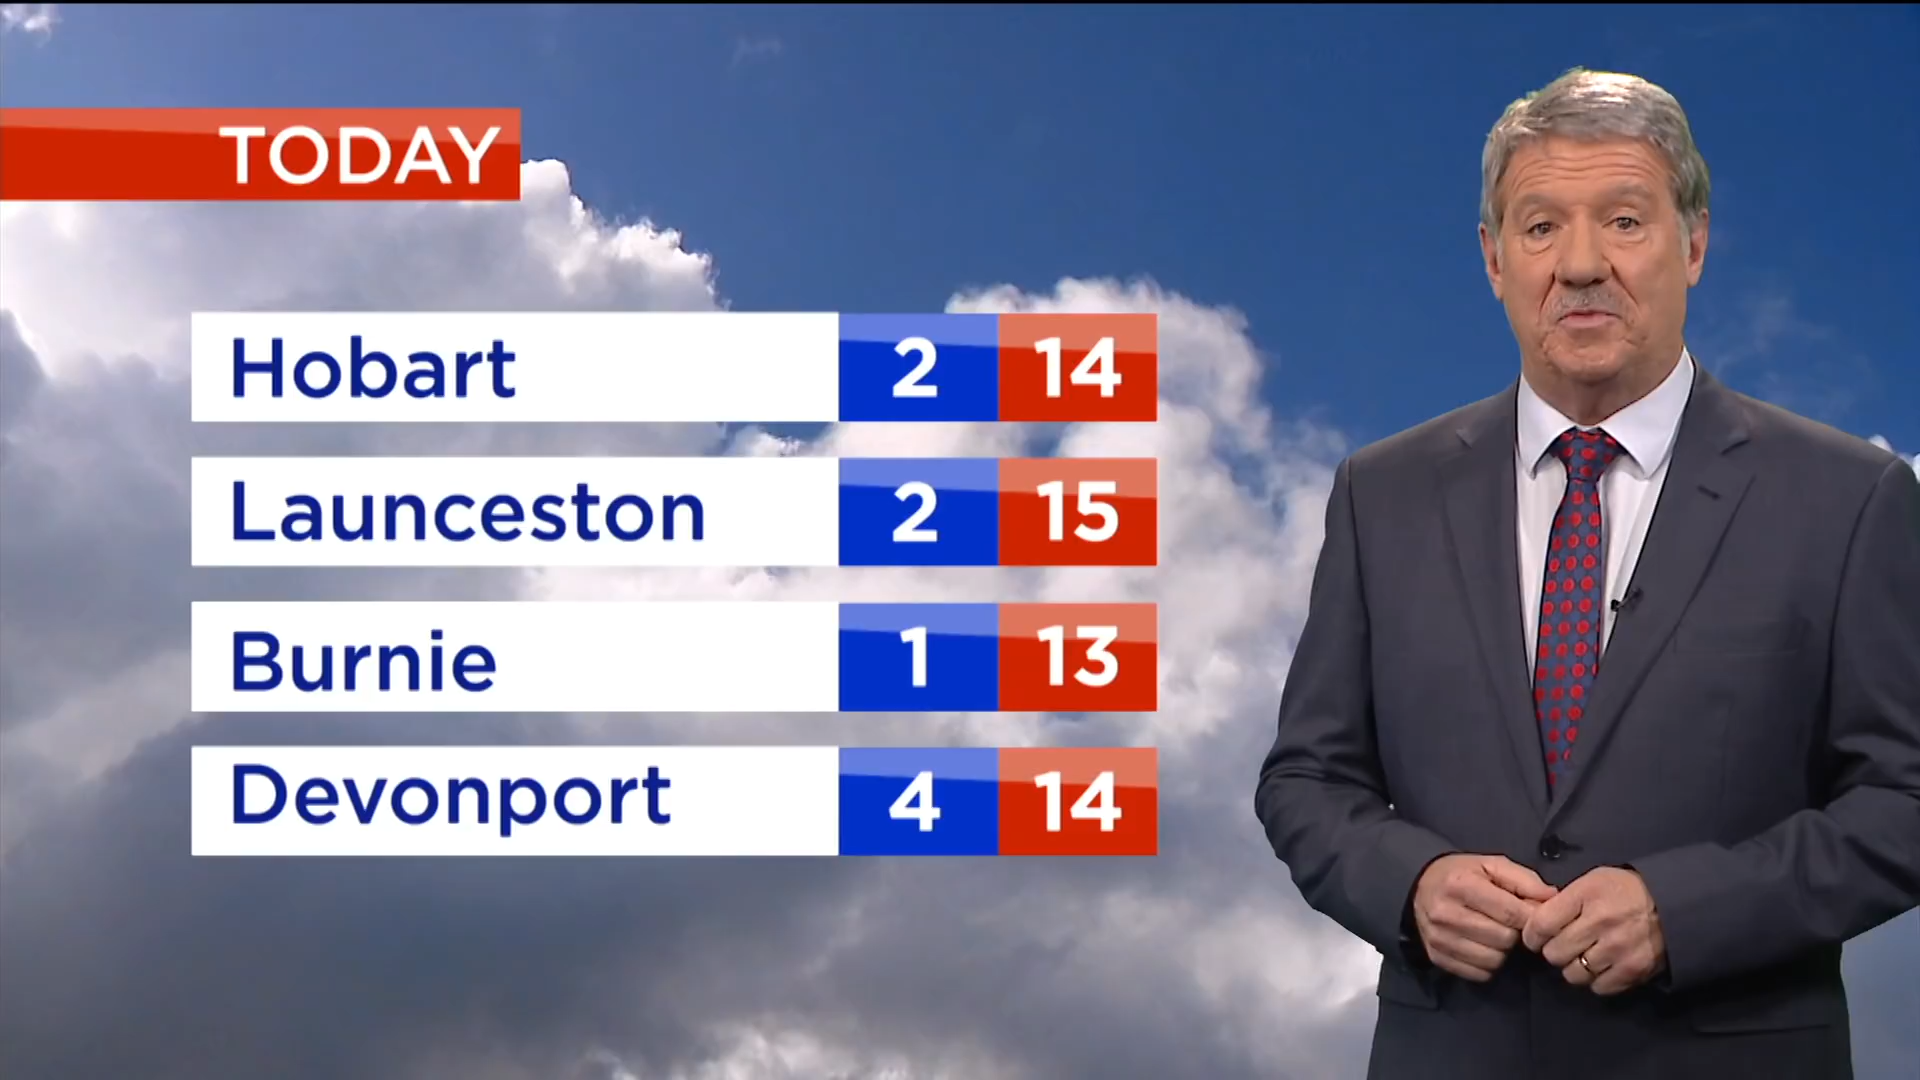 TODAY
Hobart 2 14
Launceston 2 15
Burnie 1 13
Devonport 4 14